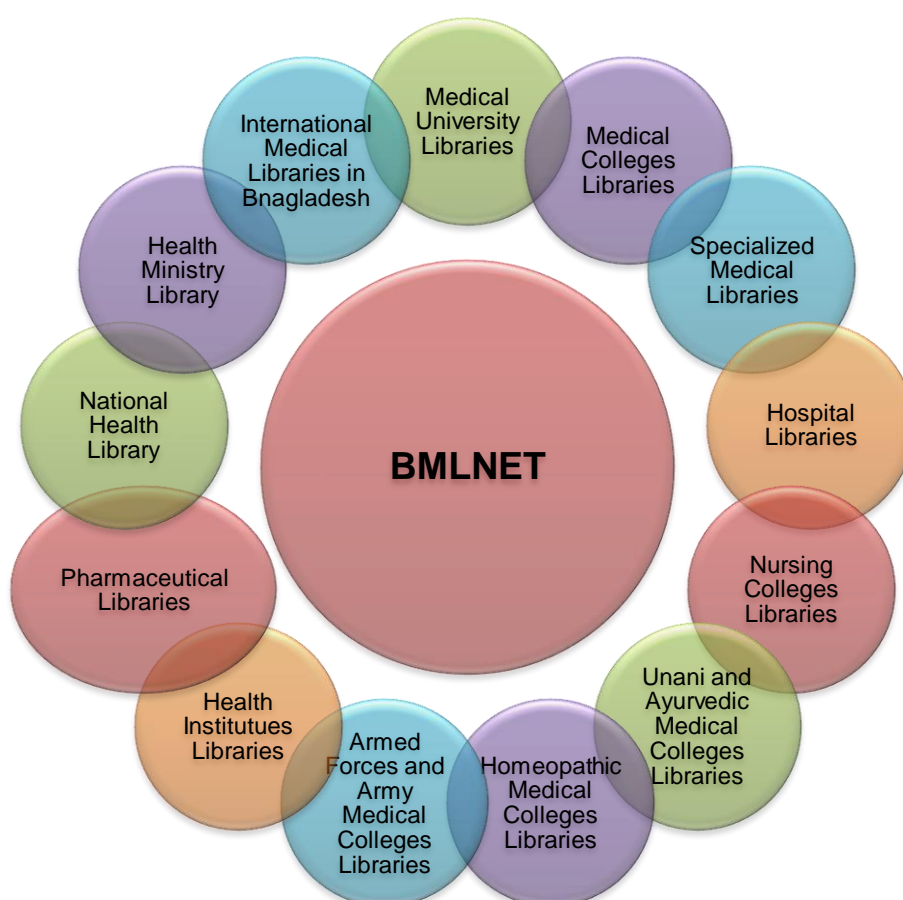 Medical
University
Libraries
Medical
Colleges
Libraries
Specialized
Medical
Libraries
Hospital
Libraries
Nursing
Colleges
Libraries
Unani and
Ayurvedic
Medical
Colleges
Libraries
Homeopathic
Medical
Colleges
Libraries
Armed
Forces and
Army
Medical
Colleges
Libraries
Health
Institutues
Libraries
Pharmaceutical
Libraries
National
Health
Library
Health
Ministry
Library
International
Medical
Libraries in
Bnagladesh
BMLNET